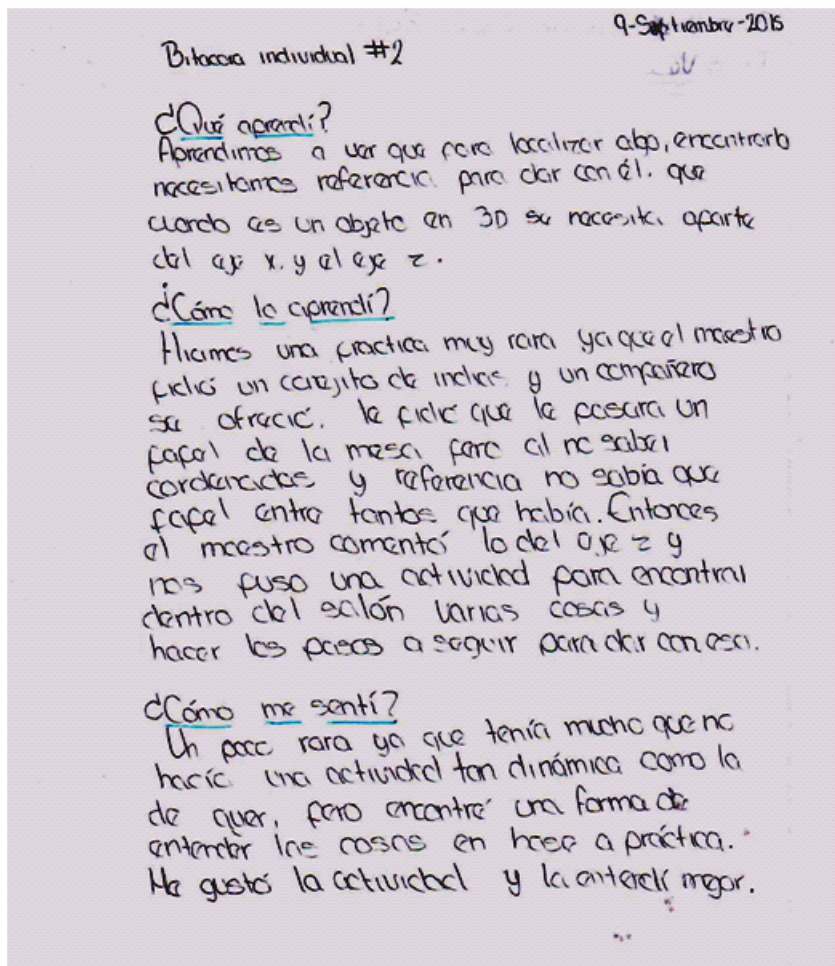 9-Septiembre-2015
Bitacora individual #2
¿Qué aprendí?
Aprendimos a ver que para localizar algo, encontrarlo
necesitamos referencia para dar con él. que
cuando es un objeto en 3D se necesita aparte
del eje x. y el eje z.
¿Cómo lo aprendí?
Hicimos una practica muy rara ya que el maestro
pidió un conejito de indias y un compañero
se ofreció. le pidió que le pasara un
papel de la mesa pero al no saber
cordenadas y referencia no sabía que
papel entre tantos que había. Entonces
el maestro comentó lo del eje z y
nos puso una actividad para encontrar
dentro del salón varias cosas y
hacer los pasos a seguir para dar con eso.
¿Cómo me sentí?
Un poco rara ya que tenía mucho que no
hacía una actividad tan dinámica como la
de ayer, pero encontré una forma de
entender las cosas en base a práctica.
Me gustó la actividad y la entendí mejor.